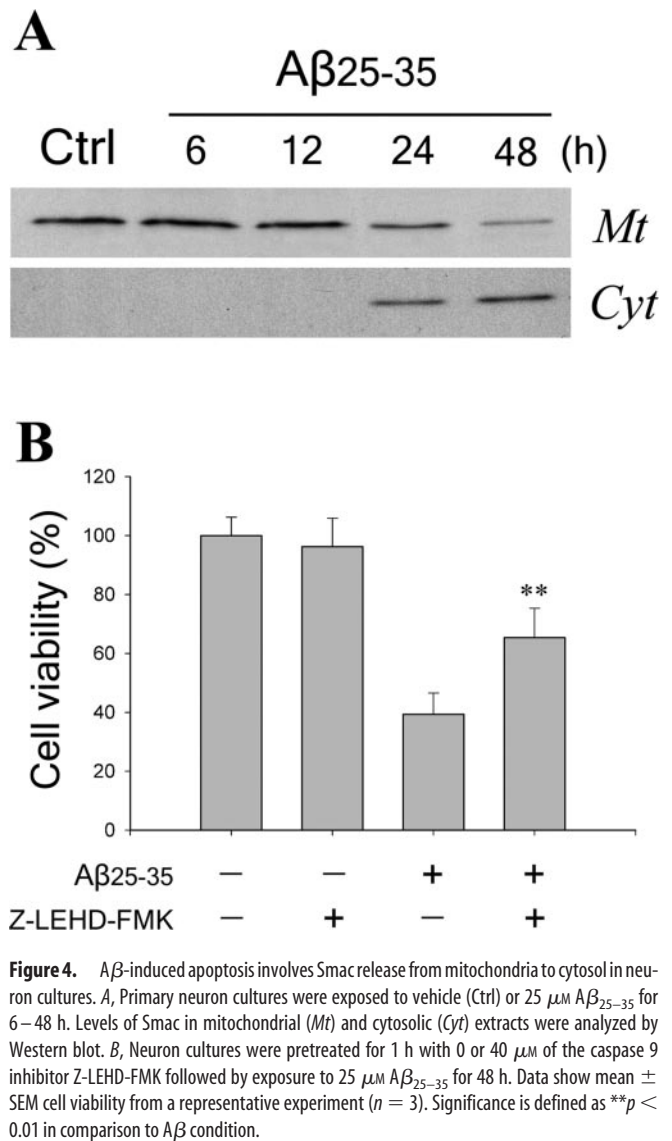 A
Aβ25-35
Ctrl 6 12 24 48 (h)
Mt
Cyt
B
120
100
80
60
40
20
0
Cell viability (%)
**
Aβ25-35 − − + +
Z-LEHD-FMK − + − +
Figure 4. Aβ-induced apoptosis involves Smac release from mitochondria to cytosol in neu-
ron cultures. A, Primary neuron cultures were exposed to vehicle (Ctrl) or 25 μM Aβ25–35 for
6–48 h. Levels of Smac in mitochondrial (Mt) and cytosolic (Cyt) extracts were analyzed by
Western blot. B, Neuron cultures were pretreated for 1 h with 0 or 40 μM of the caspase 9
inhibitor Z-LEHD-FMK followed by exposure to 25 μM Aβ25–35 for 48 h. Data show mean ±
SEM cell viability from a representative experiment (n = 3). Significance is defined as **p <
0.01 in comparison to Aβ condition.